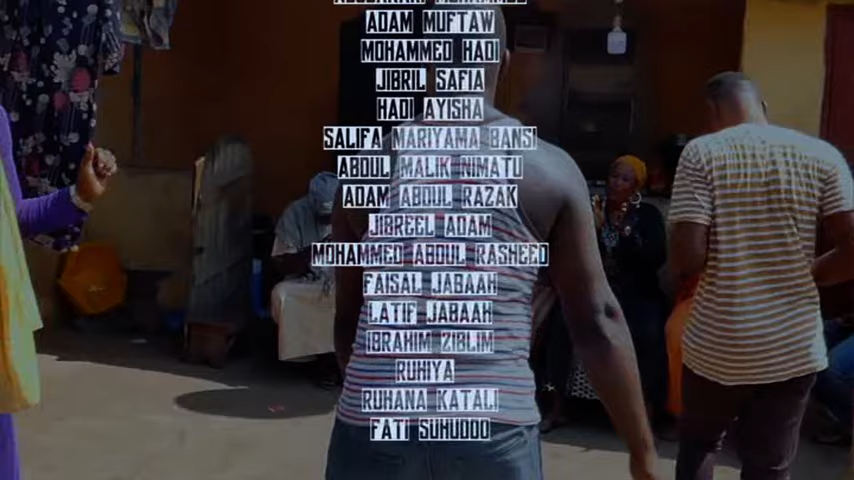 ADAM MUFTAW
MOHAMMED HADI
JIBRIL SAFIA
HADI AYISHA
SALIFA MARIYAMA BANSI
ABDUL MALIK NIMATU
ADAM ABDUL RAZAK
JIBREEL ADAM
MOHAMMED ABDUL RASHEED
FAISAL JABAAH
LATIF JABAAH
IBRAHIM ZIBLIM
RUHIYA
RUHANA KATALI
FATI SUHUDOO